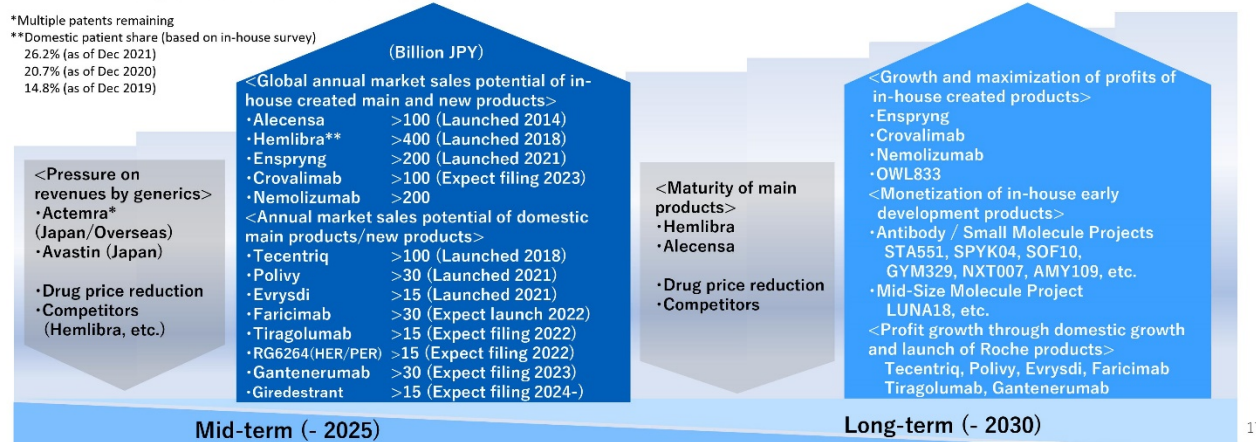 *Multiple patents remaining
**Domestic patient share (based on in-house survey)
26.2% (as of Dec 2021)
20.7% (as of Dec 2020)
14.8% (as of Dec 2019)
<Pressure on
revenues by generics>
・Actemra*
(Japan/Overseas)
・Avastin (Japan)
・Drug price reduction
・Competitors
(Hemlibra, etc.)
(Billion JPY)
<Global annual market sales potential of in-
house created main and new products>
・Alecensa >100 (Launched 2014)
・Hemlibra** >400 (Launched 2018)
・Enspryng >200 (Launched 2021)
・Crovalimab >100 (Expect filing 2023)
・Nemolizumab >200
<Annual market sales potential of domestic
main products/new products>
・Tecentriq >100 (Launched 2018)
・Polivy >30 (Launched 2021)
・Evrysdi >15 (Launched 2021)
・Faricimab >30 (Expect launch 2022)
・Tiragolumab >15 (Expect filing 2022)
・RG6264(HER/PER) >15 (Expect filing 2022)
・Gantenerumab >30 (Expect filing 2023)
・Giredestrant >15 (Expect filing 2024-)
<Maturity of main
products>
・Hemlibra
・Alecensa
・Drug price reduction
・Competitors
<Growth and maximization of profits of
in-house created products>
・Enspryng
・Crovalimab
・Nemolizumab
・OWL833
<Monetization of in-house early
development products>
・Antibody / Small Molecule Projects
STA551, SPYK04, SOF10,
GYM329, NXT007, AMY109, etc.
・Mid-Size Molecule Project
LUNA18, etc.
<Profit growth through domestic growth
and launch of Roche products>
Tecentriq, Polivy, Evrysdi, Faricimab
Tiragolumab, Gantenerumab
Mid-term (- 2025)
Long-term (- 2030)
1